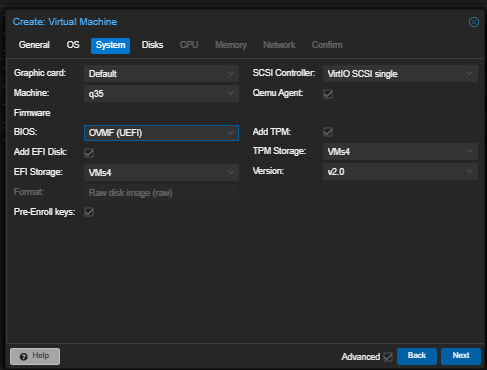 Create: Virtual Machine
General OS System Disks CPU Memory Network Confirm
Graphic card: Default SCSI Controller: VirtIO SCSI single
Machine: q35 Qemu Agent:
Firmware
BIOS: OVMF (UEFI) Add TPM:
Add EFI Disk: TPM Storage: VMs4
EFI Storage: VMs4 Version: v2.0
Format: Raw disk image (raw)
Pre-Enroll keys:
Help Advanced Back Next